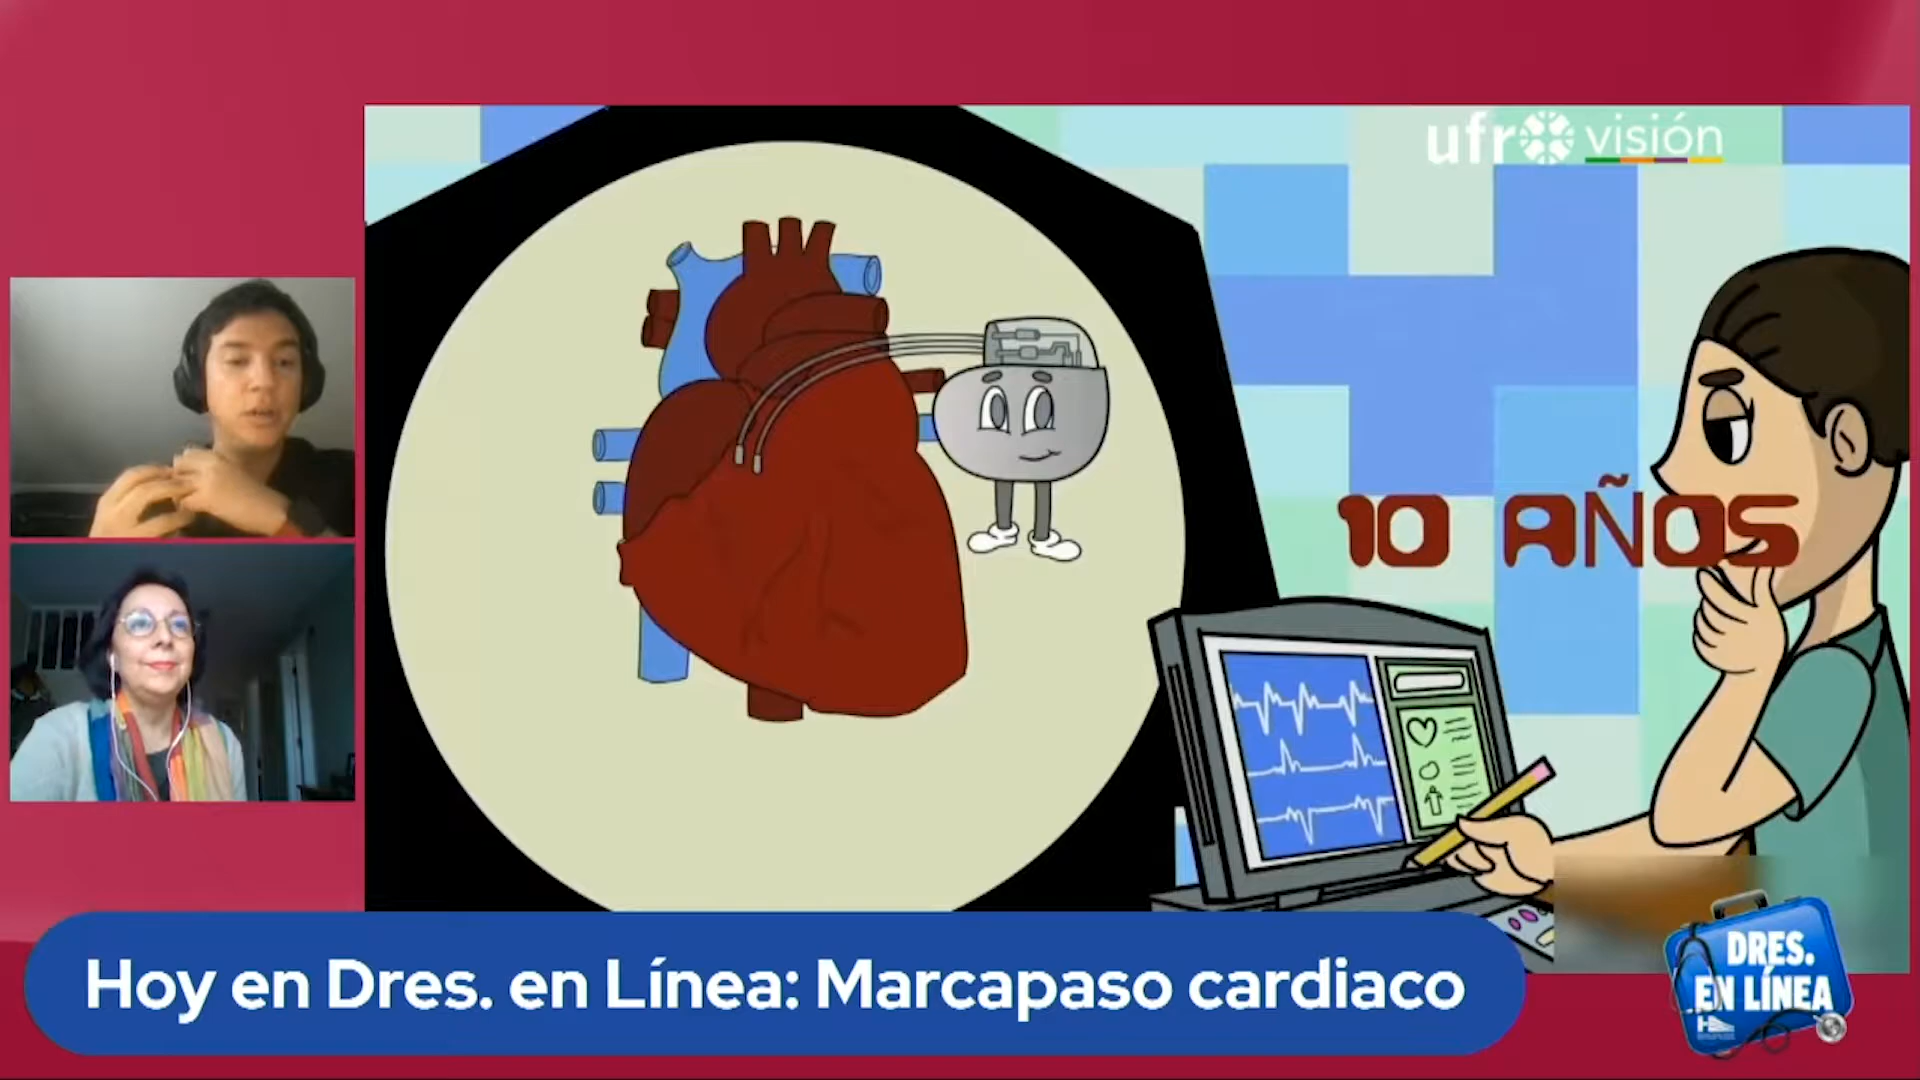 ufro visión
10 AÑOS
Hoy en Dres. en Línea: Marcapaso cardiaco
DRES.
EN LÍNEA